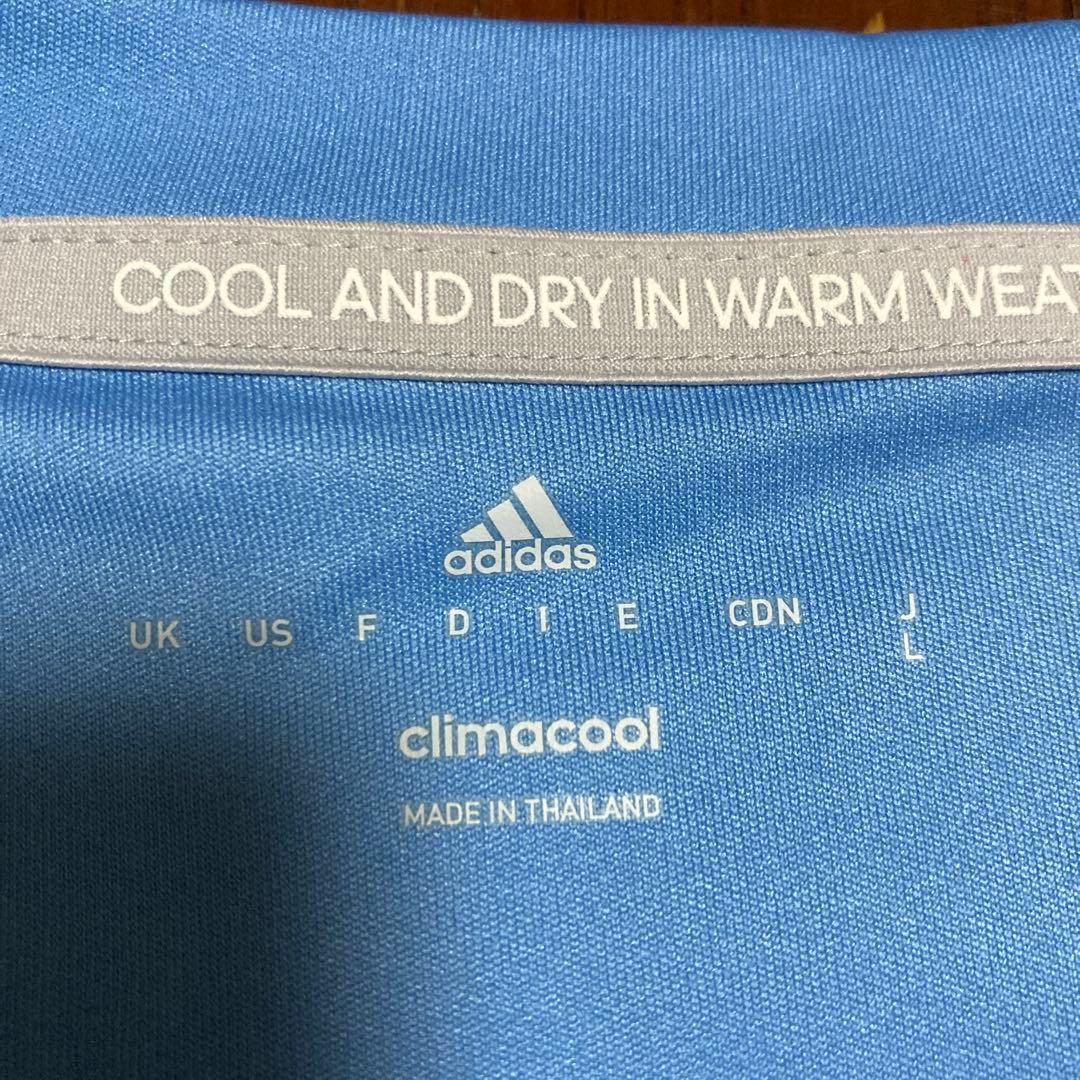 COOL AND DRY IN WARM WEAT
adidas
UK US F D I E CDN J
L
climacool
MADE IN THAILAND